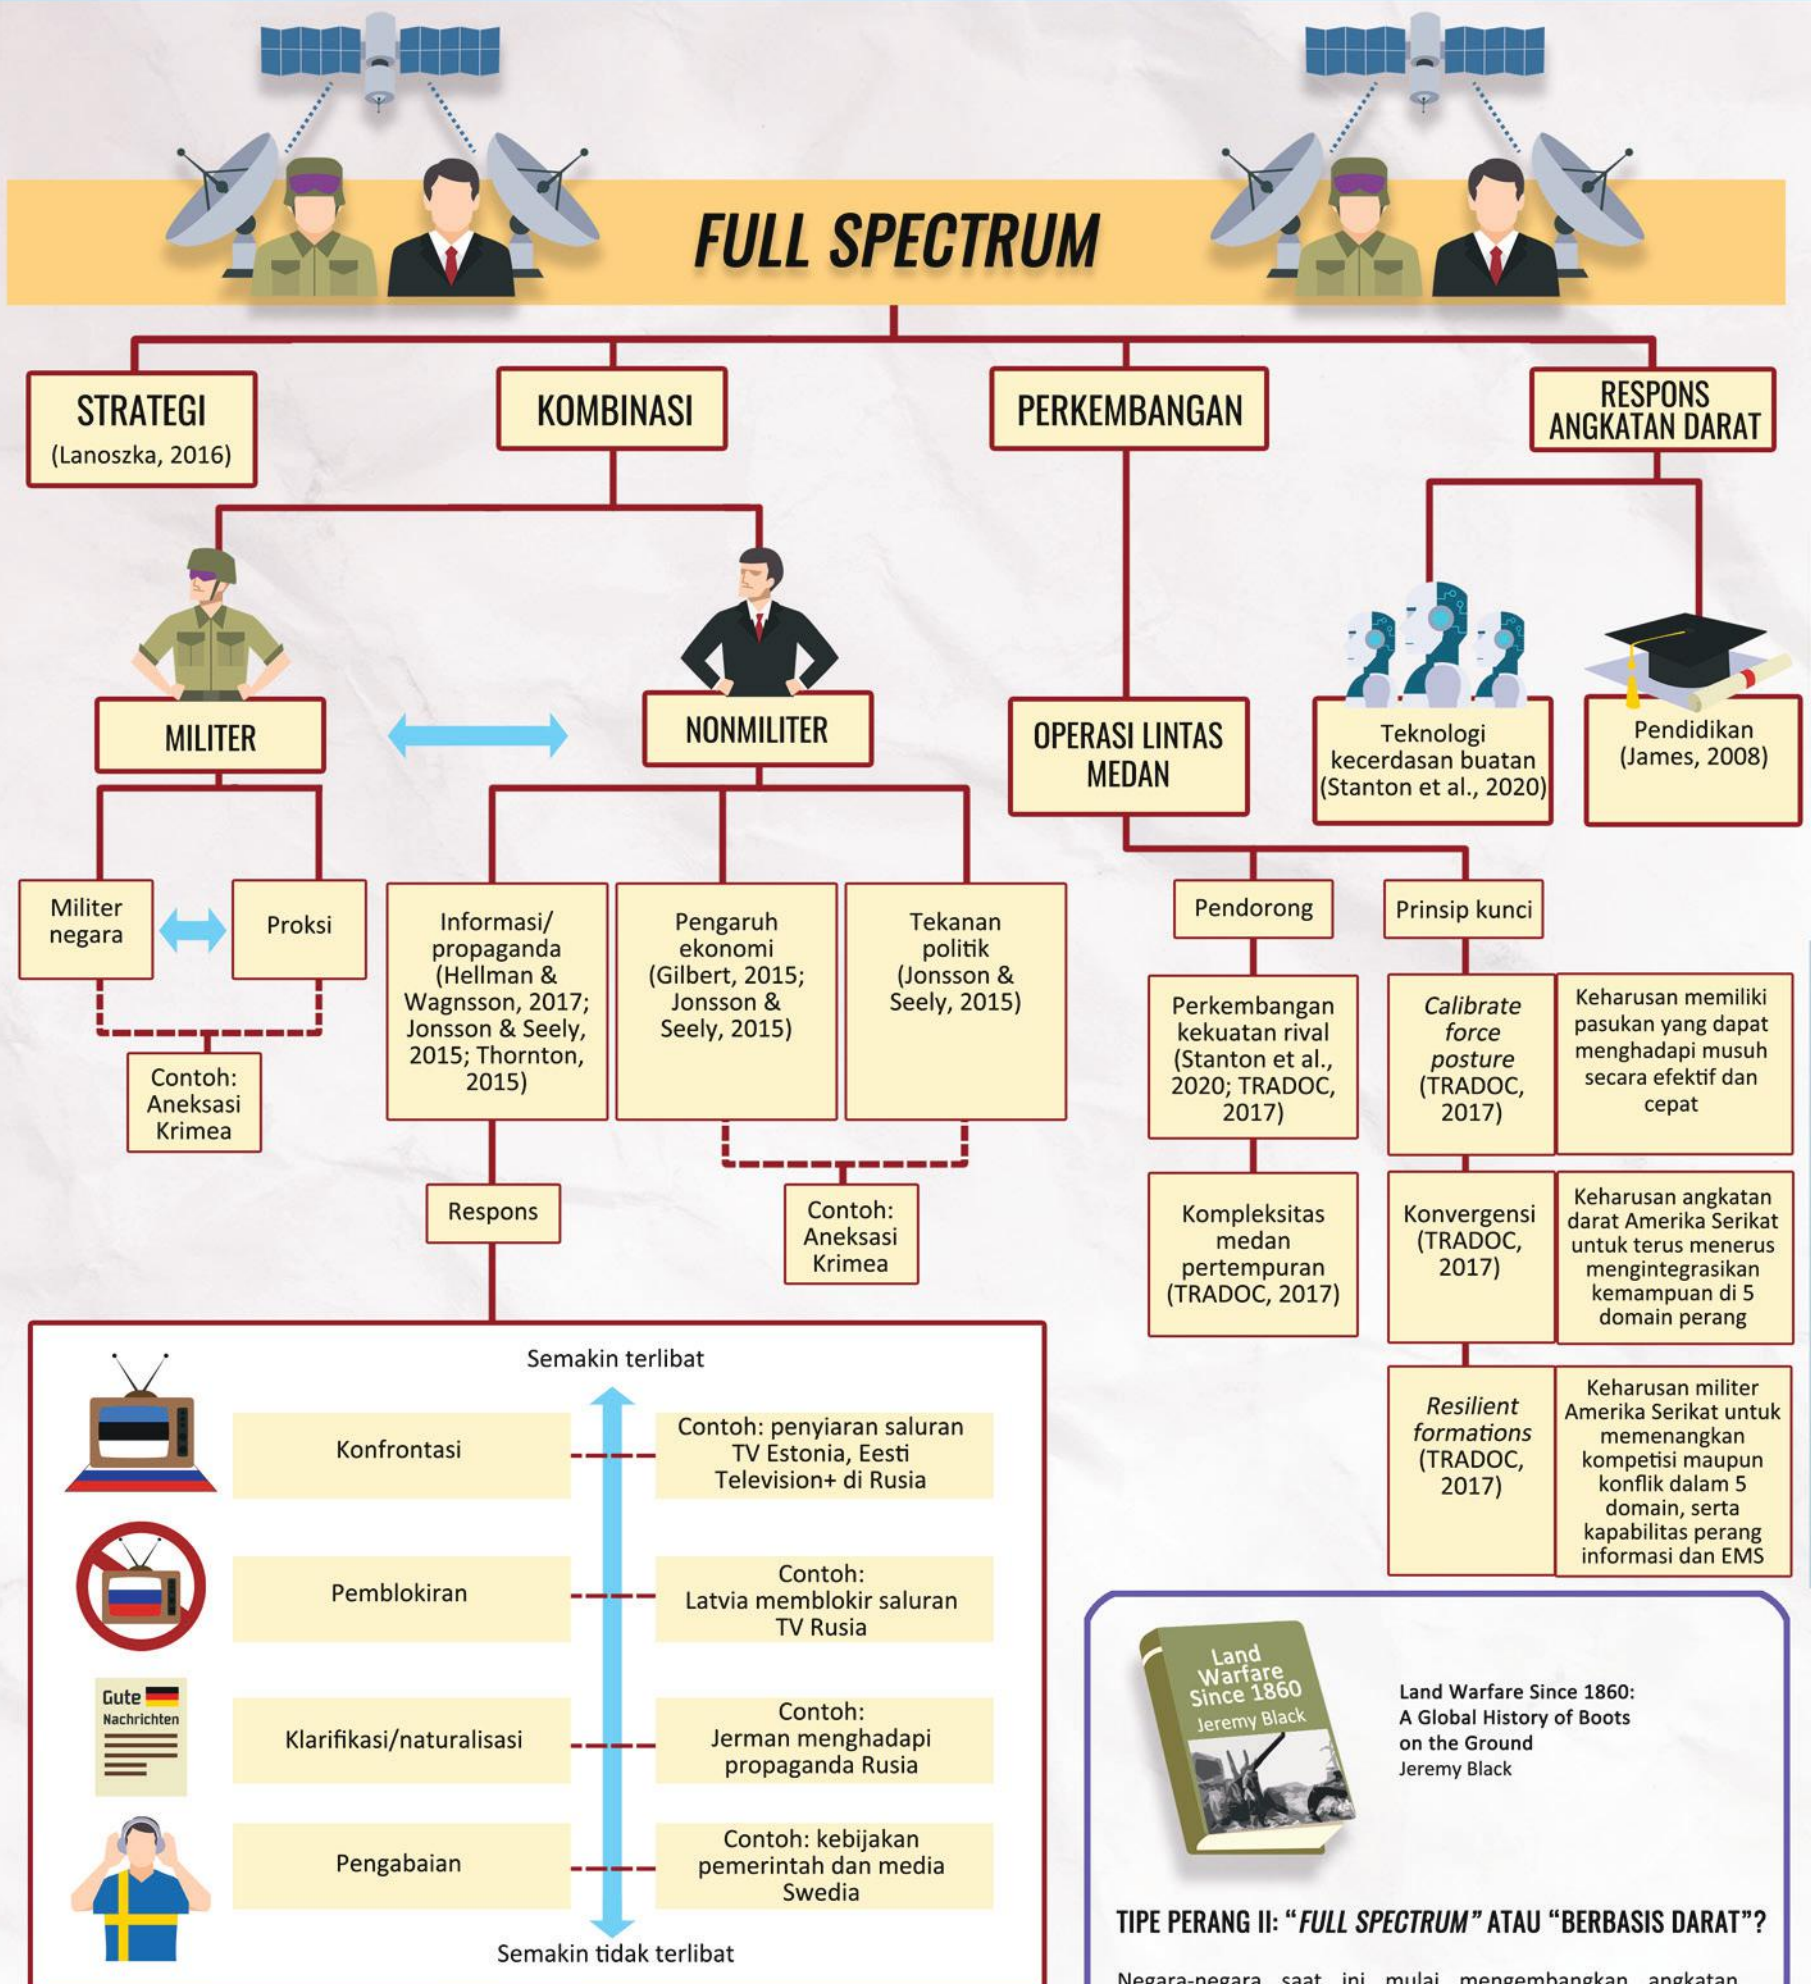 FULL SPECTRUM
STRATEGI
(Lanoszka, 2016)
KOMBINASI
PERKEMBANGAN
RESPONS
ANGKATAN DARAT
MILITER
NONMILITER
OPERASI LINTAS
MEDAN
Teknologi
kecerdasan buatan
(Stanton et al., 2020)
Pendidikan
(James, 2008)
Militer
negara
Proksi
Contoh:
Aneksasi
Krimea
Informasi/
propaganda
(Hellman &
Wagnsson, 2017;
Jonsson & Seely,
2015; Thornton,
2015)
Pengaruh
ekonomi
(Gilbert, 2015;
Jonsson &
Seely, 2015)
Tekanan
politik
(Jonsson &
Seely, 2015)
Respons
Contoh:
Aneksasi
Krimea
Pendorong
Perkembangan
kekuatan rival
(Stanton et al.,
2020; TRADOC,
2017)
Kompleksitas
medan
pertempuran
(TRADOC, 2017)
Prinsip kunci
Calibrate
force
posture
(TRADOC,
2017)
Keharusan memiliki
pasukan yang dapat
menghadapi musuh
secara efektif dan
cepat
Konvergensi
(TRADOC,
2017)
Keharusan angkatan
darat Amerika Serikat
untuk terus menerus
mengintegrasikan
kemampuan di 5
domain perang
Resilient
formations
(TRADOC,
2017)
Keharusan militer
Amerika Serikat untuk
memenangkan
kompetisi maupun
konflik dalam 5
domain, serta
kapabilitas perang
informasi dan EMS
Semakin terlibat
Konfrontasi
Contoh: penyiaran saluran
TV Estonia, Eesti
Television+ di Rusia
Pemblokiran
Contoh:
Latvia memblokir saluran
TV Rusia
Gute
Nachrichten
Klarifikasi/naturalisasi
Contoh:
Jerman menghadapi
propaganda Rusia
Pengabaian
Contoh: kebijakan
pemerintah dan media
Swedia
Semakin tidak terlibat
Land
Warfare
Since 1860
Jeremy Black
Land Warfare Since 1860:
A Global History of Boots
on the Ground
Jeremy Black
TIPE PERANG II: “FULL SPECTRUM” ATAU “BERBASIS DARAT”?
Negara-negara saat ini mulai mengembangkan angkatan